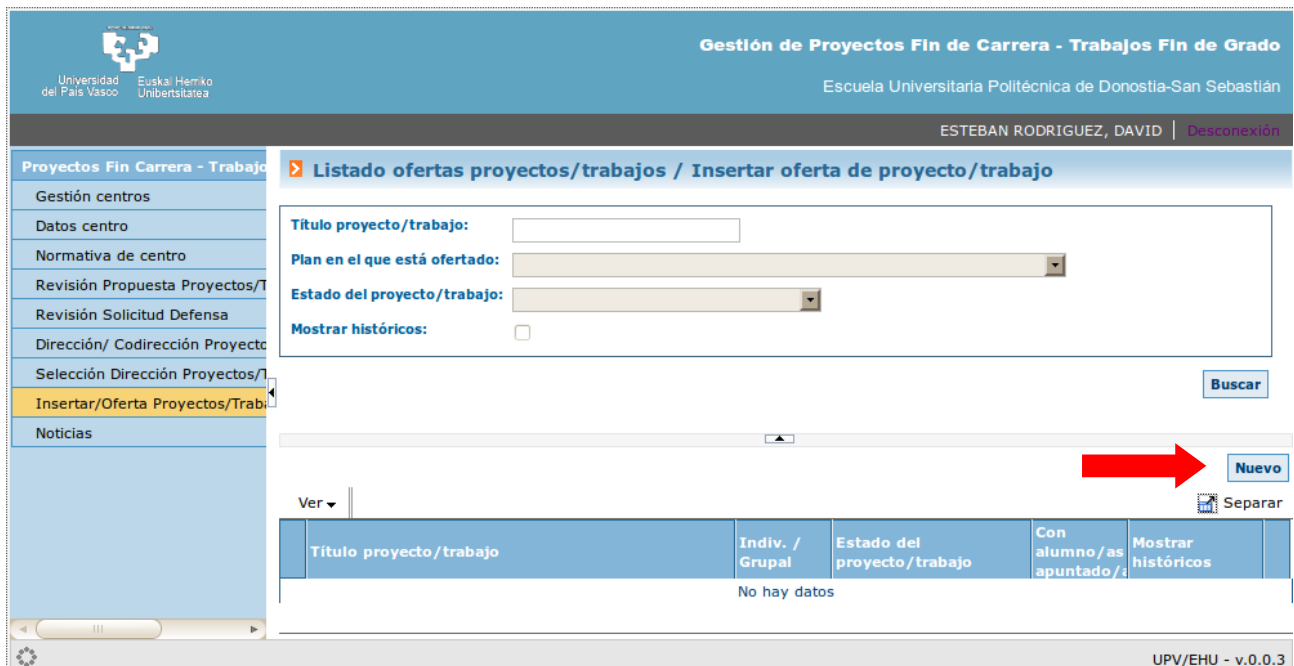 Universidad del País Vasco
Euskal Herriko Unibertsitatea
Gestión de Proyectos Fin de Carrera - Trabajos Fin de Grado
Escuela Universitaria Politécnica de Donostia-San Sebastián
ESTEBAN RODRIGUEZ, DAVID | Desconexión
Proyectos Fin Carrera - Trabajo
Gestión centros
Datos centro
Normativa de centro
Revisión Propuesta Proyectos/T
Revisión Solicitud Defensa
Dirección/ Codirección Proyecto
Selección Dirección Proyectos/T
Insertar/Oferta Proyectos/Traba
Noticias
Listado ofertas proyectos/trabajos / Insertar oferta de proyecto/trabajo
Título proyecto/trabajo:
Plan en el que está ofertado:
Estado del proyecto/trabajo:
Mostrar históricos:
Buscar
Nuevo
Ver
Separar
Título proyecto/trabajo
Indiv. /
Grupal
Estado del
proyecto/trabajo
Con
alumno/as
apuntado/a
Mostrar
históricos
No hay datos
UPV/EHU - v.0.0.3